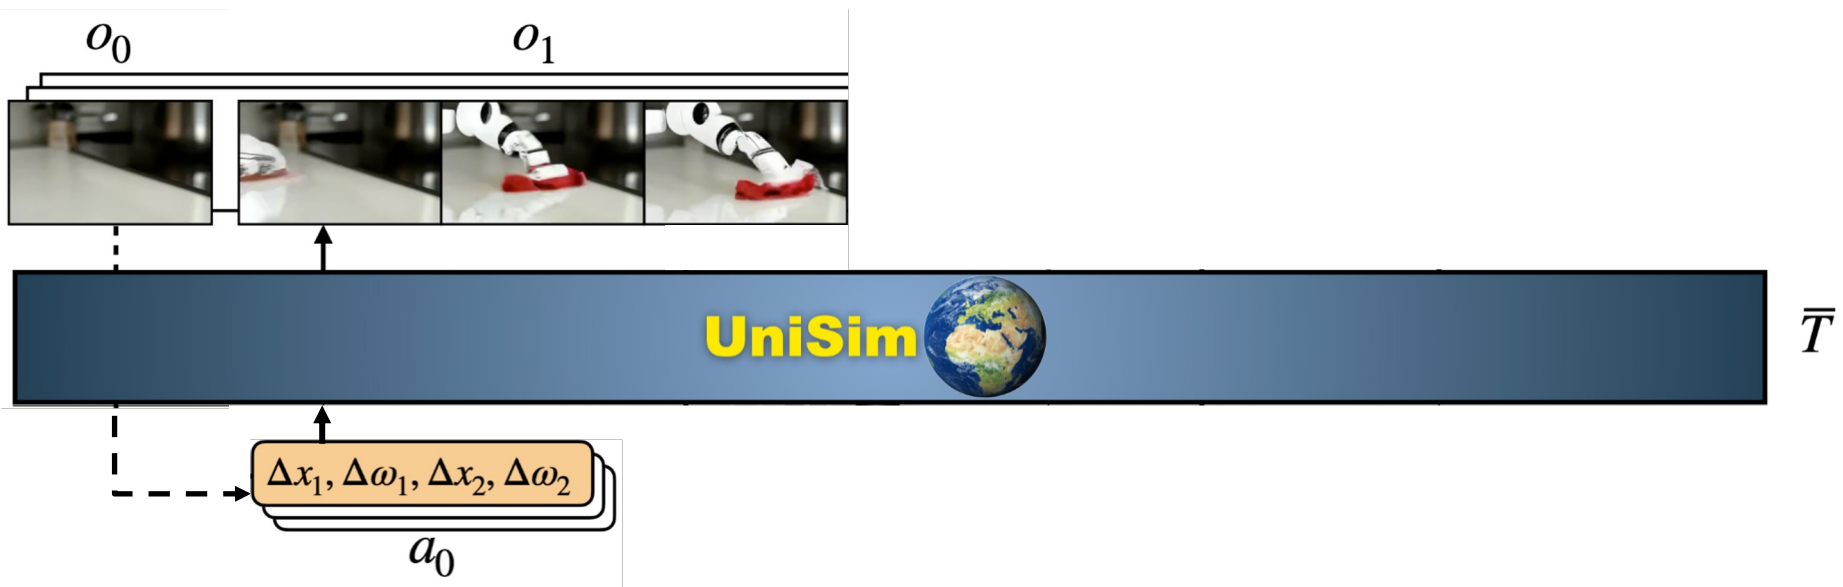 o₀
o₁
UniSim
T̅
Δx₁, Δω₁, Δx₂, Δω₂
a₀